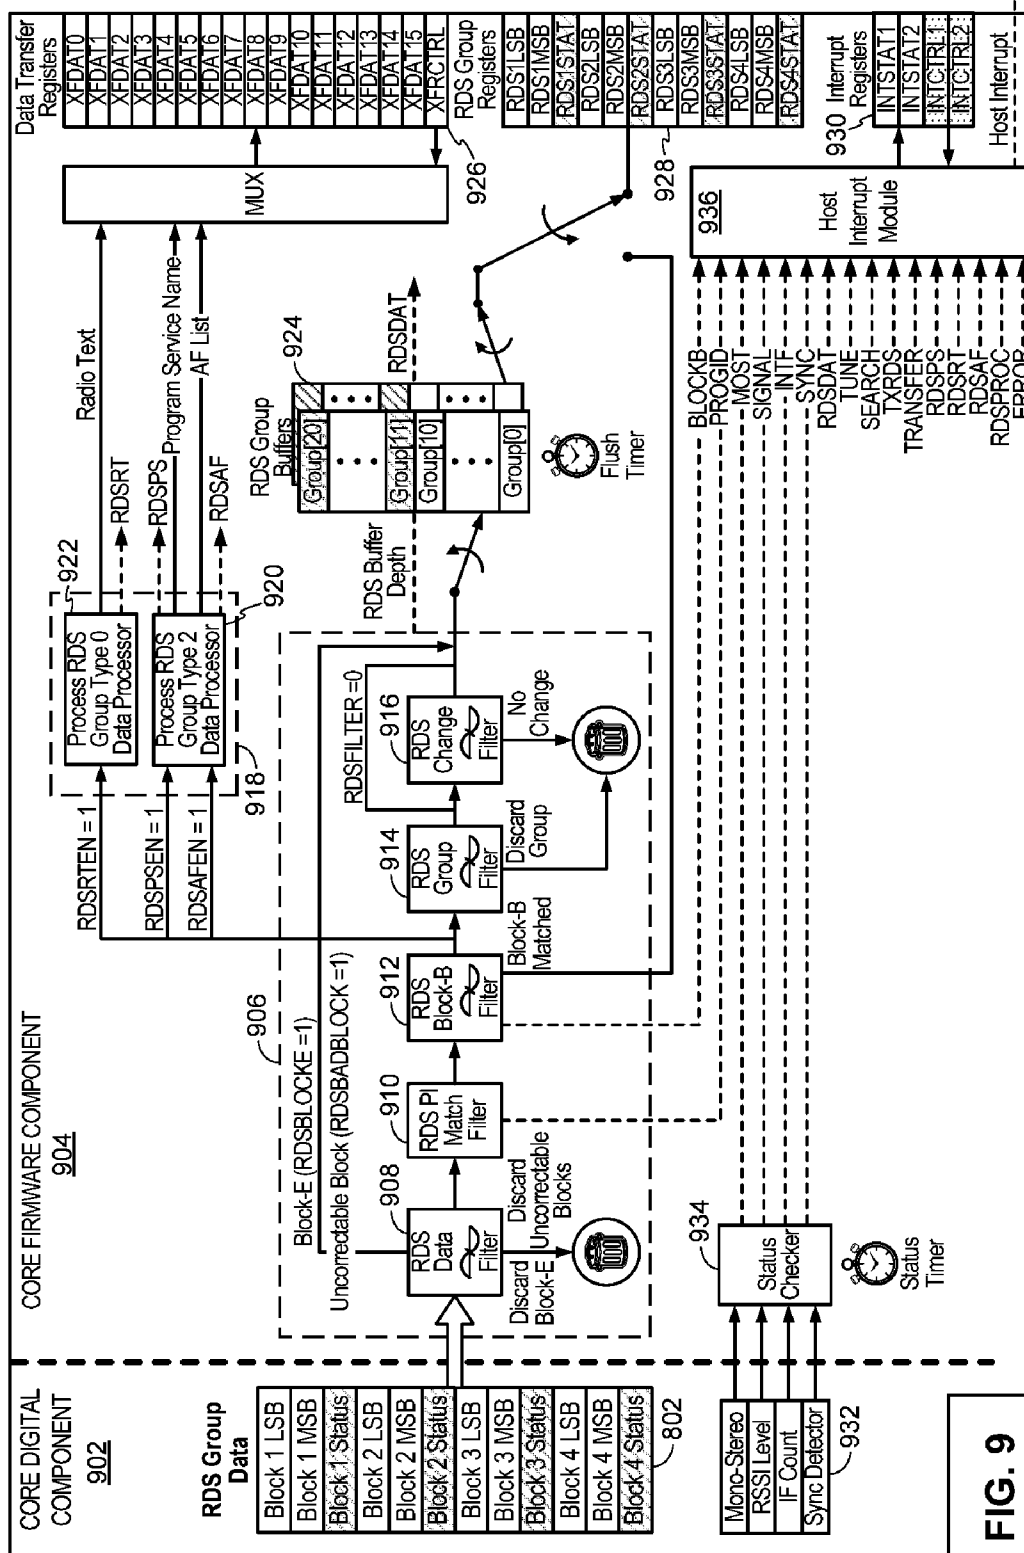 CORE DIGITAL
COMPONENT
902
CORE FIRMWARE COMPONENT
904
RDS Group
Data
Block 1 LSB
Block 1 MSB
Block 1 Status
Block 2 LSB
Block 2 MSB
Block 2 Status
Block 3 LSB
Block 3 MSB
Block 3 Status
Block 4 LSB
Block 4 MSB
Block 4 Status
802
Mono-Stereo
RSSI Level
IF Count
Sync Detector
932
FIG. 9
906
Block-E (RDSBLOCKE =1)
Uncorrectable Block (RDSBADBLOCK =1)
908
RDS
Data
Filter
Discard
Block-E
Discard
Uncorrectable
Blocks
910
RDS PI
Match
Filter
912
RDS
Block-B
Filter
Block-B
Matched
914
RDS
Group
Filter
Discard
Group
RDSFILTER =0
916
RDS
Change
Filter
No
Change
RDSRTEN = 1
RDSPSEN = 1
RDSAFEN = 1
918
922
Process RDS
Group Type 0
Data Processor
920
Process RDS
Group Type 2
Data Processor
RDSRT
RDSPS
RDSAF
Radio Text
Program Service Name
AF List
MUX
Data Transfer
Registers
XFDAT0
XFDAT1
XFDAT2
XFDAT3
XFDAT4
XFDAT5
XFDAT6
XFDAT7
XFDAT8
XFDAT9
XFDAT10
XFDAT11
XFDAT12
XFDAT13
XFDAT14
XFDAT15
XFRCTRL
926
RDS Buffer
Depth
RDS Group
Buffers
924
Group[20]
Group[11]
Group[10]
Group[0]
RDSDAT
Flush
Timer
RDS Group
Registers
RDS1LSB
RDS1MSB
RDS1STAT
RDS2LSB
RDS2MSB
RDS2STAT
RDS3LSB
RDS3MSB
RDS3STAT
RDS4LSB
RDS4MSB
RDS4STAT
928
934
Status
Checker
Status
Timer
BLOCKB
PROGID
MOST
SIGNAL
INTF
SYNC
RDSDAT
TUNE
SEARCH
TXRDS
TRANSFER
RDSPS
RDSRT
RDSAF
RDSPROC
ERROR
936
Host
Interrupt
Module
930
Interrupt
Registers
INTSTAT1
INTSTAT2
INTCTRL1
INTCTRL2
Host Interrupt